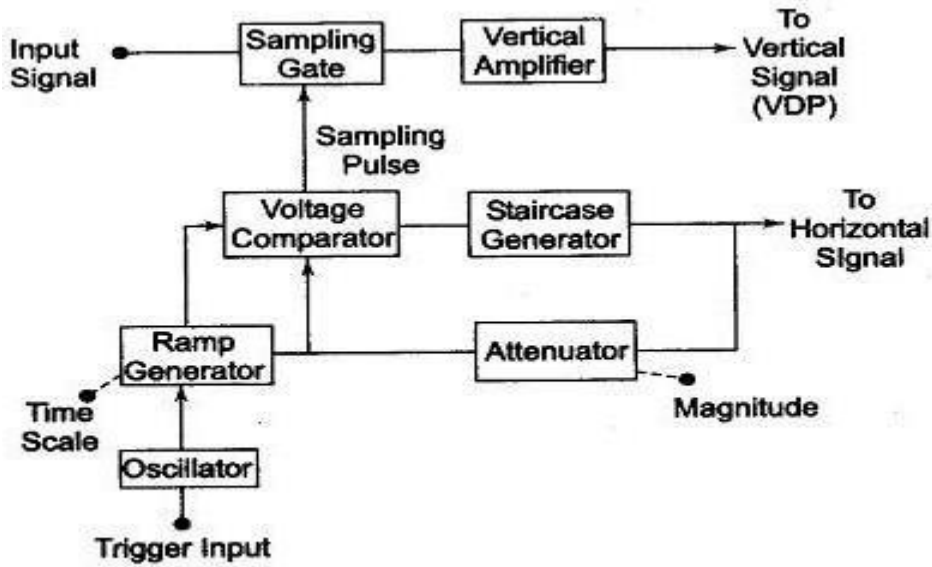 Input
Signal
Sampling
Gate
Vertical
Amplifier
To
Vertical
Signal
(VDP)
Sampling
Pulse
Voltage
Comparator
Staircase
Generator
To
Horizontal
Signal
Ramp
Generator
Attenuator
Time
Scale
Magnitude
Oscillator
Trigger Input